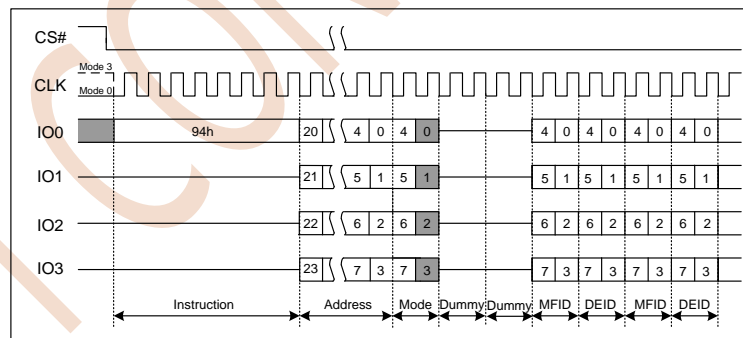 CS#
Mode 3
CLK
Mode 0
IO0 94h 20 4 0 4 0 4 0 4 0 4 0 4 0
IO1 21 5 1 5 1 5 1 5 1 5 1 5 1
IO2 22 6 2 6 2 6 2 6 2 6 2 6 2
IO3 23 7 3 7 3 7 3 7 3 7 3 7 3
Instruction Address Mode Dummy Dummy MFID DEID MFID DEID